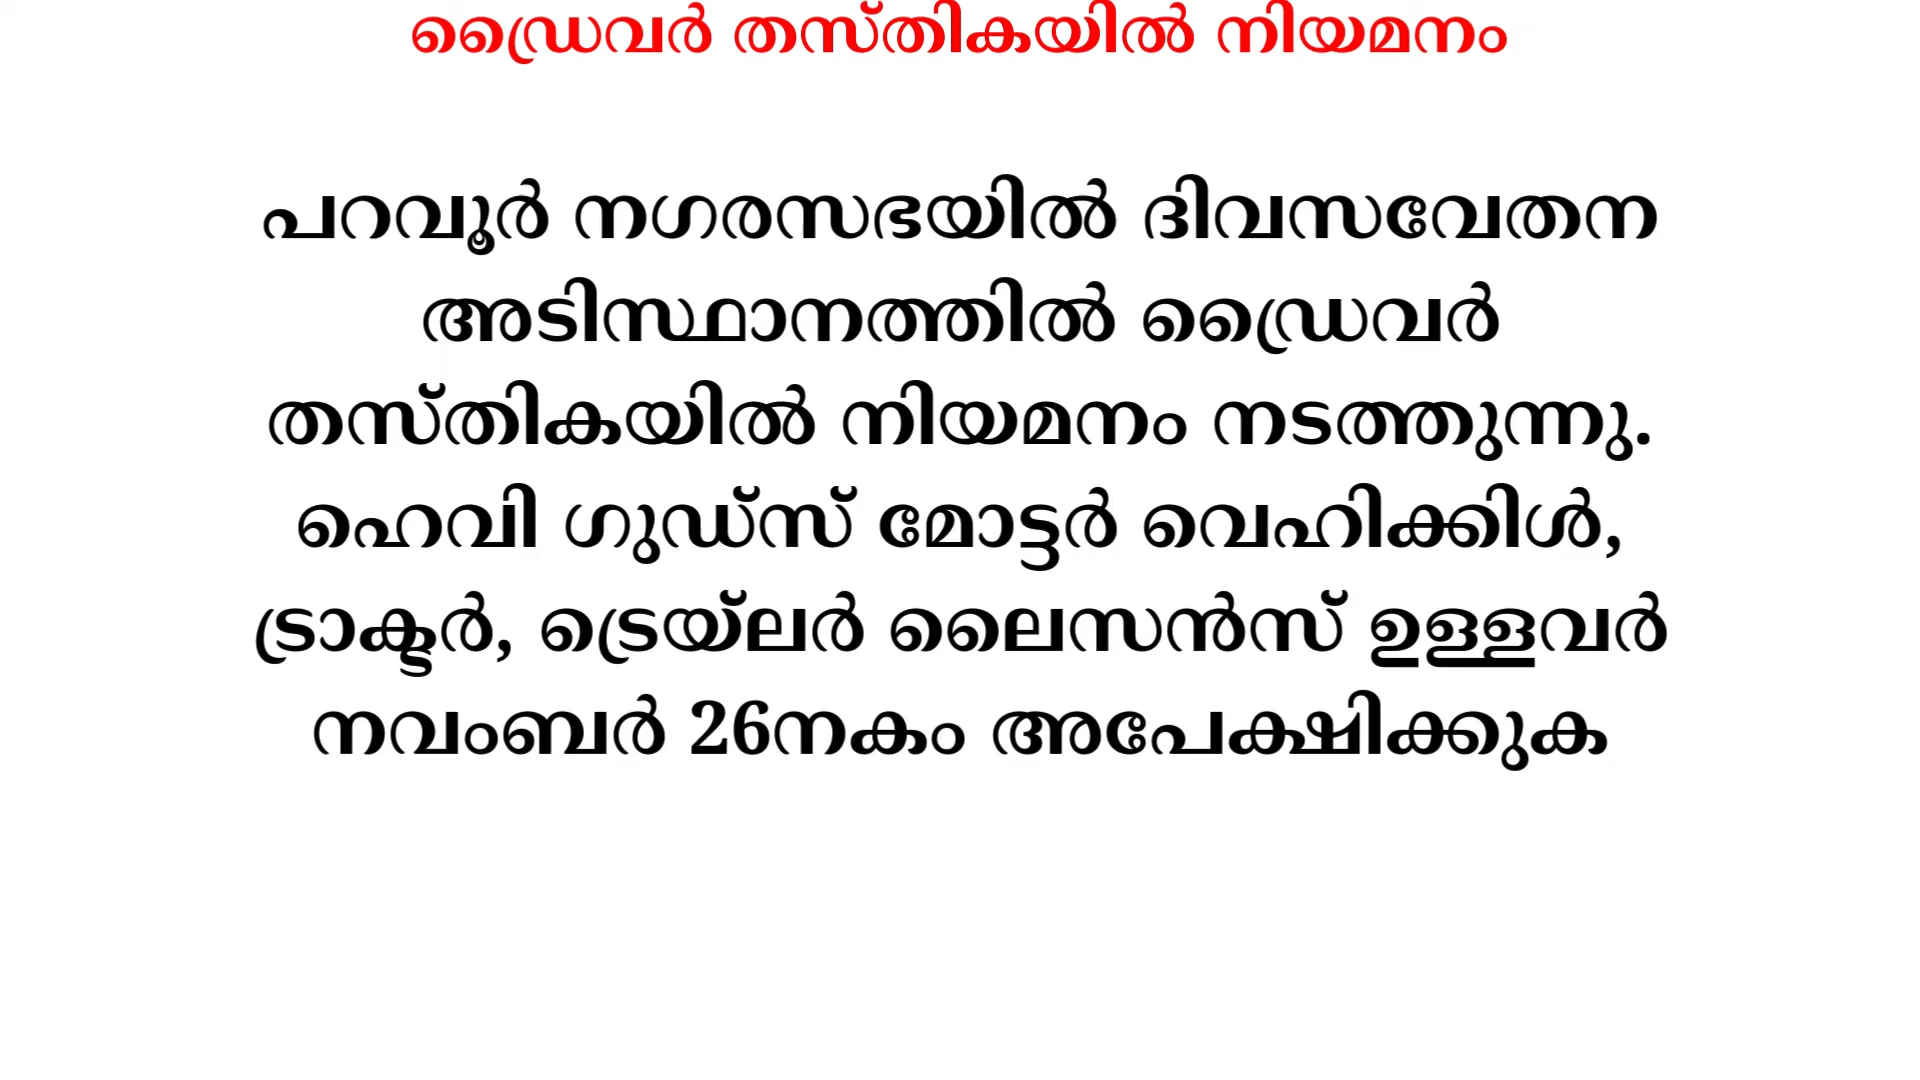 ഡ്രൈവർ തസ്തികയിൽ നിയമനം
പറവൂർ നഗരസഭയിൽ ദിവസവേതന
അടിസ്ഥാനത്തിൽ ഡ്രൈവർ
തസ്തികയിൽ നിയമനം നടത്തുന്നു.
ഹെവി ഗുഡ്സ് മോട്ടർ വെഹിക്കിൾ,
ട്രാക്ടർ, ട്രെയ്‌ലർ ലൈസൻസ് ഉള്ളവർ
നവംബർ 26നകം അപേക്ഷിക്കുക